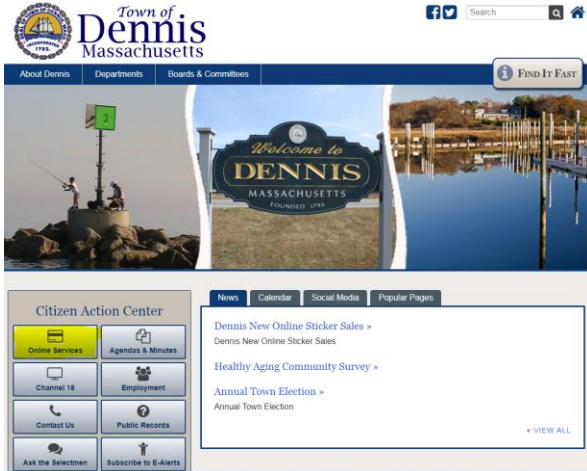 Town of
Dennis
Massachusetts
INCORPORATED
1793.
Search
About Dennis
Departments
Boards & Committees
FIND IT FAST
3
Welcome to
DENNIS
MASSACHUSETTS
FOUNDED 1793
Citizen Action Center
Online Services
Agendas & Minutes
Channel 18
Employment
Contact Us
Public Records
Ask the Selectmen
Subscribe to E-Alerts
News
Calendar
Social Media
Popular Pages
Dennis New Online Sticker Sales »
Dennis New Online Sticker Sales
Healthy Aging Community Survey »
Annual Town Election »
Annual Town Election
VIEW ALL